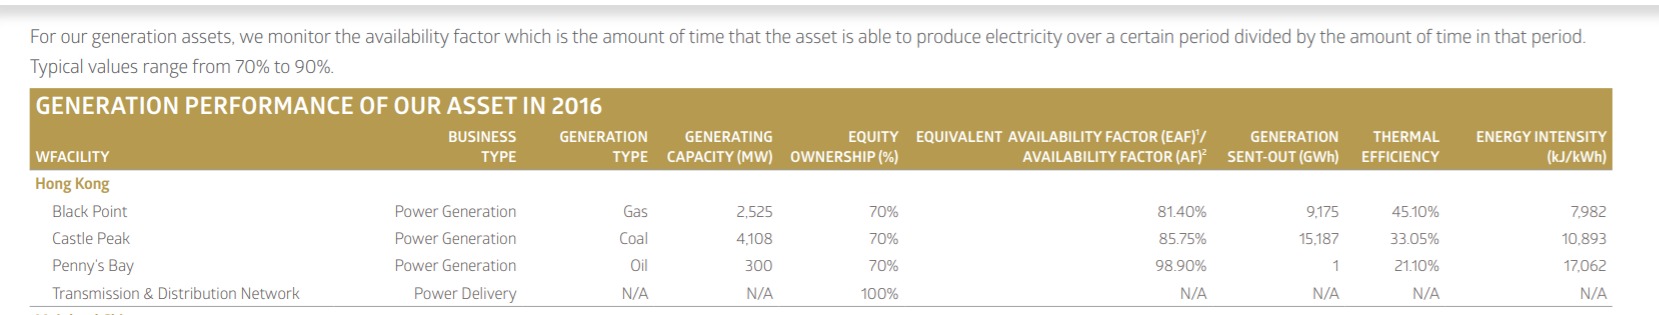 For our generation assets, we monitor the availability factor which is the amount of time that the asset is able to produce electricity over a certain period divided by the amount of time in that period.
Typical values range from 70% to 90%.
GENERATION PERFORMANCE OF OUR ASSET IN 2016
BUSINESS GENERATION GENERATING EQUITY EQUIVALENT AVAILABILITY FACTOR (EAF)¹/ GENERATION THERMAL ENERGY INTENSITY
WFACILITY TYPE TYPE CAPACITY (MW) OWNERSHIP (%) AVAILABILITY FACTOR (AF)² SENT-OUT (GWh) EFFICIENCY (kJ/kWh)
Hong Kong
Black Point Power Generation Gas 2,525 70% 81.40% 9,175 45.10% 7,982
Castle Peak Power Generation Coal 4,108 70% 85.75% 15,187 33.05% 10,893
Penny's Bay Power Generation Oil 300 70% 98.90% 1 21.10% 17,062
Transmission & Distribution Network Power Delivery N/A N/A 100% N/A N/A N/A N/A